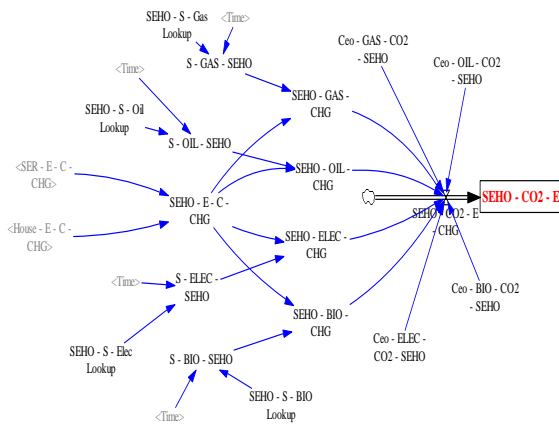 SEHO - S - Gas
Lookup
<Time>
S - GAS - SEHO
Ceo - GAS - CO2
- SEHO
Ceo - OIL - CO2
- SEHO
<Time>
SEHO - GAS -
CHG
SEHO - S - Oil
Lookup
S - OIL - SEHO
<SER - E - C -
CHG>
SEHO - OIL -
CHG
SEHO - E - C -
CHG
SEHO - CO2 - E
SEHO - CO2 - E
- CHG
<House - E - C -
CHG>
SEHO - ELEC -
CHG
<Time>
S - ELEC -
SEHO
Ceo - BIO - CO2
- SEHO
SEHO - BIO -
CHG
SEHO - S - Elec
Lookup
S - BIO - SEHO
Ceo - ELEC -
CO2 - SEHO
<Time>
SEHO - S - BIO
Lookup